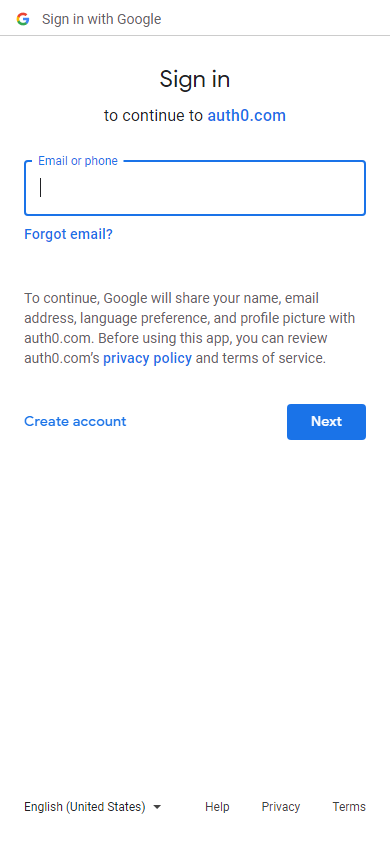 Sign in with Google
Sign in
to continue to auth0.com
Email or phone
Forgot email?
To continue, Google will share your name, email
address, language preference, and profile picture with
auth0.com. Before using this app, you can review
auth0.com's privacy policy and terms of service.
Create account
Next
English (United States)
Help
Privacy
Terms